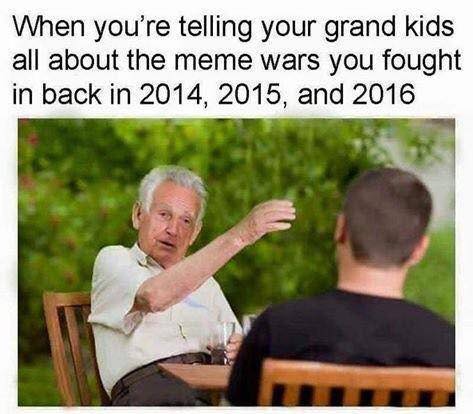 When you’re telling your grand kids
all about the meme wars you fought
in back in 2014, 2015, and 2016